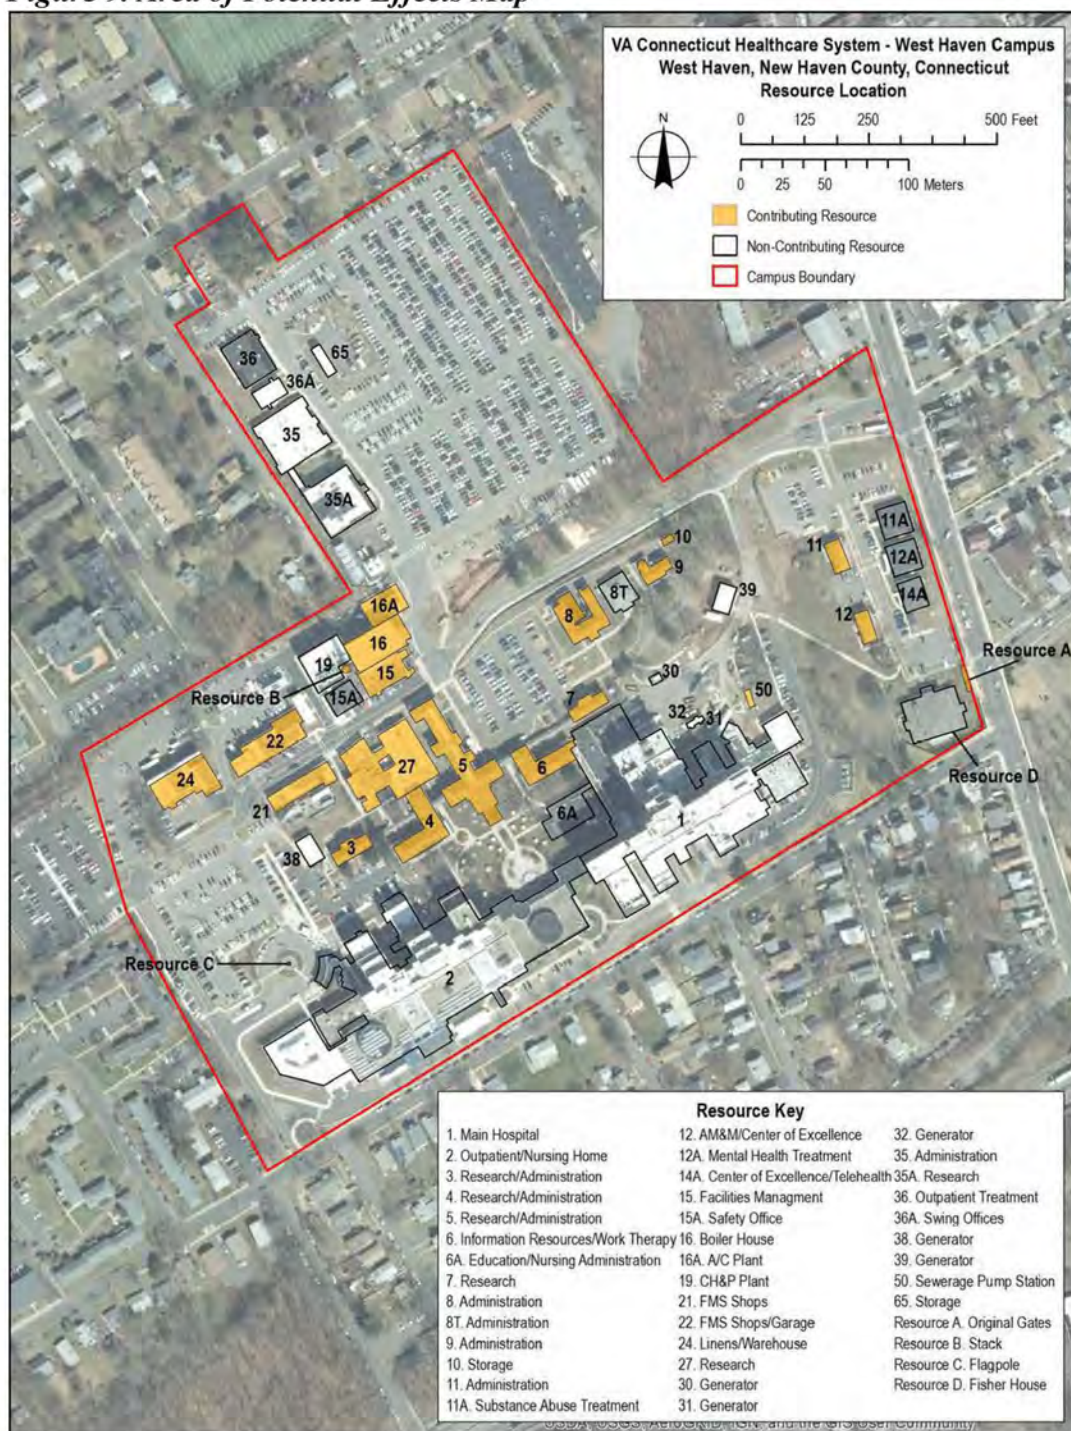 Figure 39. Area of Potential Effects Map
VA Connecticut Healthcare System - West Haven Campus
West Haven, New Haven County, Connecticut
Resource Location
N
0 125 250 500 Feet
0 25 50 100 Meters
Contributing Resource
Non-Contributing Resource
Campus Boundary
36
65
36A
35
35A
10
11
11A
9
12A
16A
8T
39
14A
8
12
16
Resource A
19
15
Resource B
15A
30
50
7
32
31
22
5
6
27
Resource D
24
21
6A
4
1
38
3
Resource C
2
Resource Key
1. Main Hospital
2. Outpatient/Nursing Home
3. Research/Administration
4. Research/Administration
5. Research/Administration
6. Information Resources/Work Therapy
6A. Education/Nursing Administration
7. Research
8. Administration
8T. Administration
9. Administration
10. Storage
11. Administration
11A. Substance Abuse Treatment
12. AM&M/Center of Excellence
12A. Mental Health Treatment
14A. Center of Excellence/Telehealth
15. Facilities Managment
15A. Safety Office
16. Boiler House
16A. A/C Plant
19. CH&P Plant
21. FMS Shops
22. FMS Shops/Garage
24. Linens/Warehouse
27. Research
30. Generator
31. Generator
32. Generator
35. Administration
35A. Research
36. Outpatient Treatment
36A. Swing Offices
38. Generator
39. Generator
50. Sewerage Pump Station
65. Storage
Resource A. Original Gates
Resource B. Stack
Resource C. Flagpole
Resource D. Fisher House
USDA, USGS, AeroGRID, IGN, and the GIS User Community